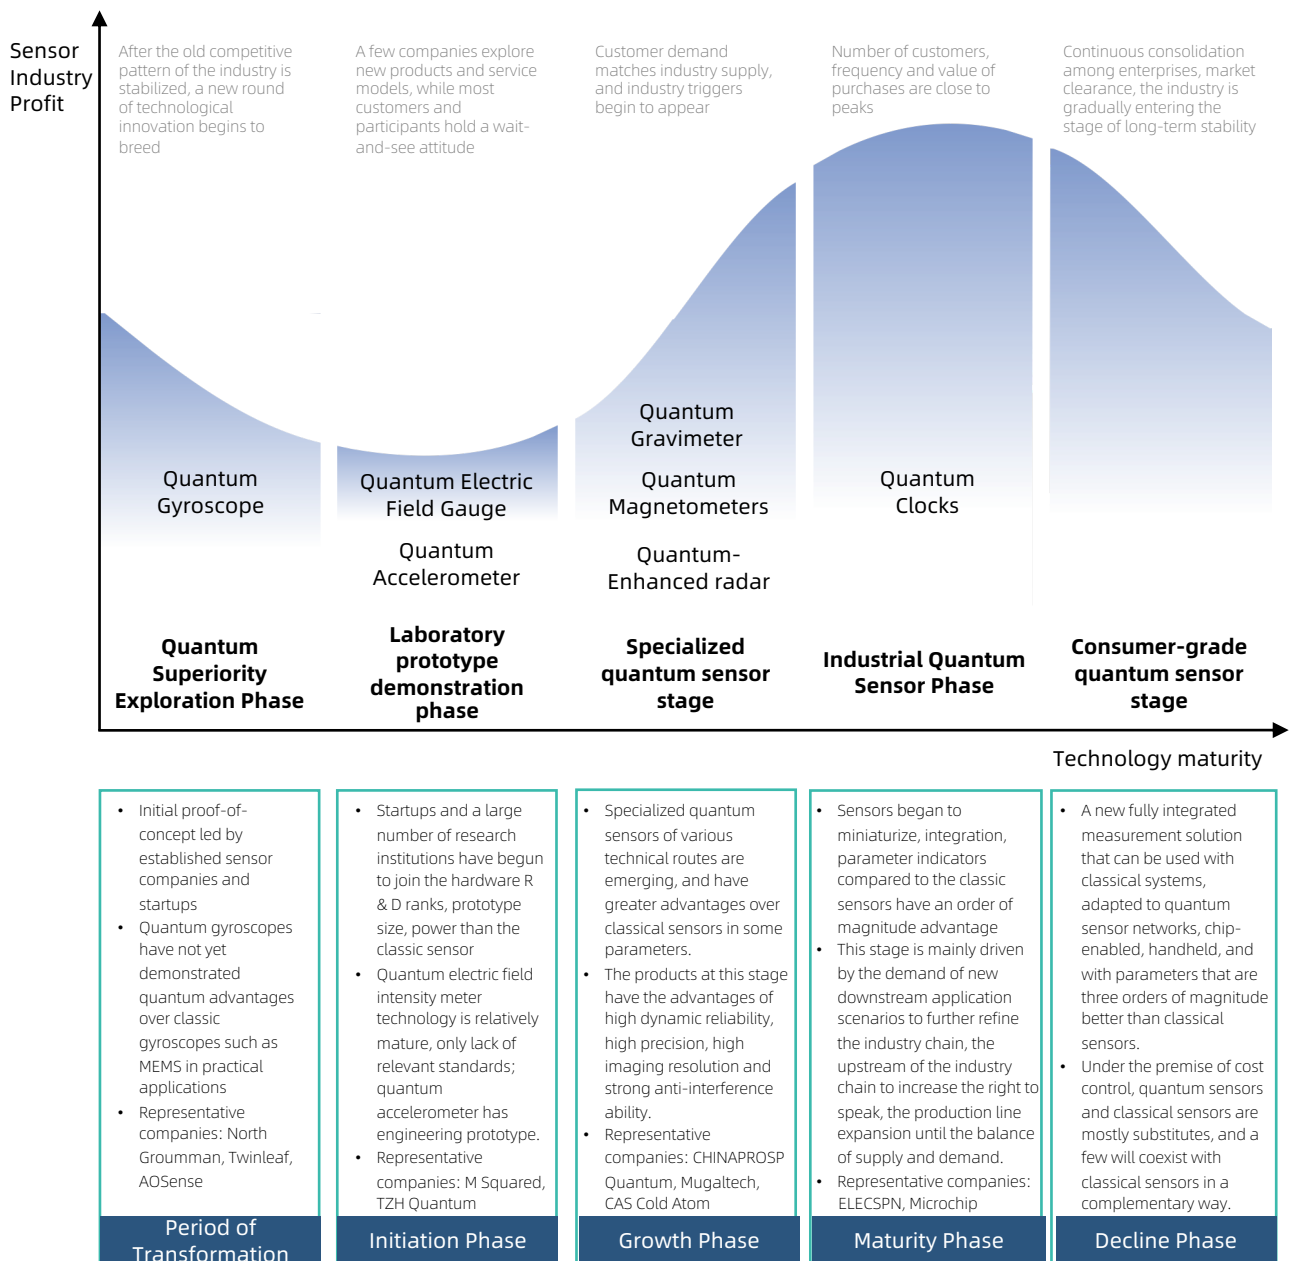 Sensor
Industry
Profit
After the old competitive
pattern of the industry is
stabilized, a new round
of technological
innovation begins to
breed
A few companies explore
new products and service
models, while most
customers and
participants hold a wait-
and-see attitude
Customer demand
matches industry supply,
and industry triggers
begin to appear
Number of customers,
frequency and value of
purchases are close to
peaks
Continuous consolidation
among enterprises, market
clearance, the industry is
gradually entering the
stage of long-term stability
Quantum
Gyroscope
Quantum Electric
Field Gauge
Quantum
Accelerometer
Quantum
Gravimeter
Quantum
Magnetometers
Quantum-
Enhanced radar
Quantum
Clocks
Quantum
Superiority
Exploration Phase
Laboratory
prototype
demonstration
phase
Specialized
quantum sensor
stage
Industrial Quantum
Sensor Phase
Consumer-grade
quantum sensor
stage
Technology maturity
• Initial proof-of-
concept led by
established sensor
companies and
startups
• Quantum gyroscopes
have not yet
demonstrated
quantum advantages
over classic
gyroscopes such as
MEMS in practical
applications
• Representative
companies: North
Groumman, Twinleaf,
AOSense
Period of
Transformation
• Startups and a large
number of research
institutions have begun
to join the hardware R
& D ranks, prototype
size, power than the
classic sensor
• Quantum electric field
intensity meter
technology is relatively
mature, only lack of
relevant standards;
quantum
accelerometer has
engineering prototype.
• Representative
companies: M Squared,
TZH Quantum
Initiation Phase
• Specialized quantum
sensors of various
technical routes are
emerging, and have
greater advantages over
classical sensors in some
parameters.
• The products at this stage
have the advantages of
high dynamic reliability,
high precision, high
imaging resolution and
strong anti-interference
ability.
• Representative
companies: CHINAPROSP
Quantum, Mugaltech,
CAS Cold Atom
Growth Phase
• Sensors began to
miniaturize, integration,
parameter indicators
compared to the classic
sensors have an order of
magnitude advantage
• This stage is mainly driven
by the demand of new
downstream application
scenarios to further refine
the industry chain, the
upstream of the industry
chain to increase the right to
speak, the production line
expansion until the balance
of supply and demand.
• Representative companies:
ELECSPN, Microchip
Maturity Phase
• A new fully integrated
measurement solution
that can be used with
classical systems,
adapted to quantum
sensor networks, chip-
enabled, handheld, and
with parameters that are
three orders of magnitude
better than classical
sensors.
• Under the premise of cost
control, quantum sensors
and classical sensors are
mostly substitutes, and a
few will coexist with
classical sensors in a
complementary way.
Decline Phase